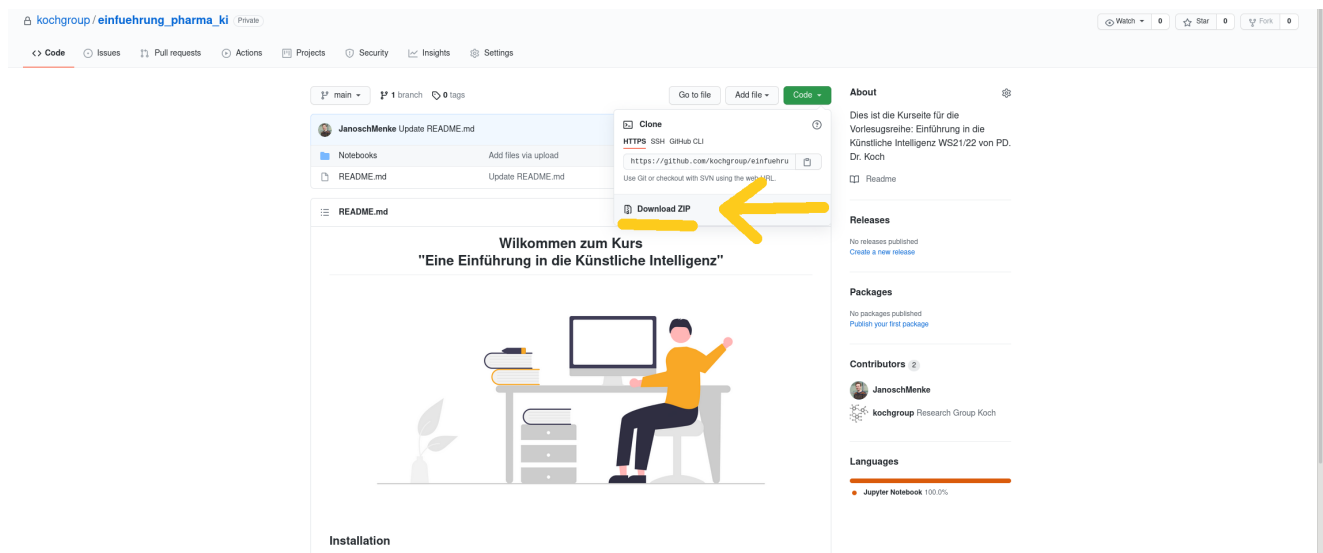 kochgroup / einfuehrung_pharma_ki Private
Watch 0 Star 0 Fork 0
Code Issues Pull requests Actions Projects Security Insights Settings
main 1 branch 0 tags Go to file Add file Code
JanoschMenke Update README.md
Notebooks Add files via upload
README.md Update README.md
Clone
HTTPS SSH GitHub CLI
https://github.com/kochgroup/einfuehru
Use Git or checkout with SVN using the web URL.
Download ZIP
README.md
Wilkommen zum Kurs
"Eine Einführung in die Künstliche Intelligenz"
Installation
About
Dies ist die Kurseite für die
Vorlesugsreihe: Einführung in die
Künstliche Intelligenz WS21/22 von PD.
Dr. Koch
Readme
Releases
No releases published
Create a new release
Packages
No packages published
Publish your first package
Contributors 2
JanoschMenke
kochgroup Research Group Koch
Languages
Jupyter Notebook 100.0%